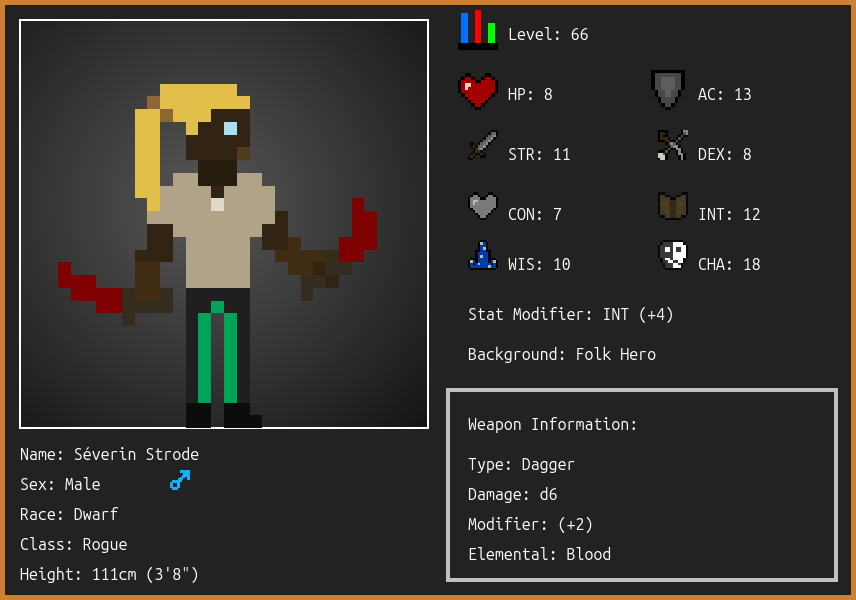 Level: 66
HP: 8
AC: 13
STR: 11
DEX: 8
CON: 7
INT: 12
WIS: 10
CHA: 18
Stat Modifier: INT (+4)
Background: Folk Hero
Weapon Information:
Type: Dagger
Damage: d6
Modifier: (+2)
Elemental: Blood
Name: Séverin Strode
Sex: Male
Race: Dwarf
Class: Rogue
Height: 111cm (3'8")